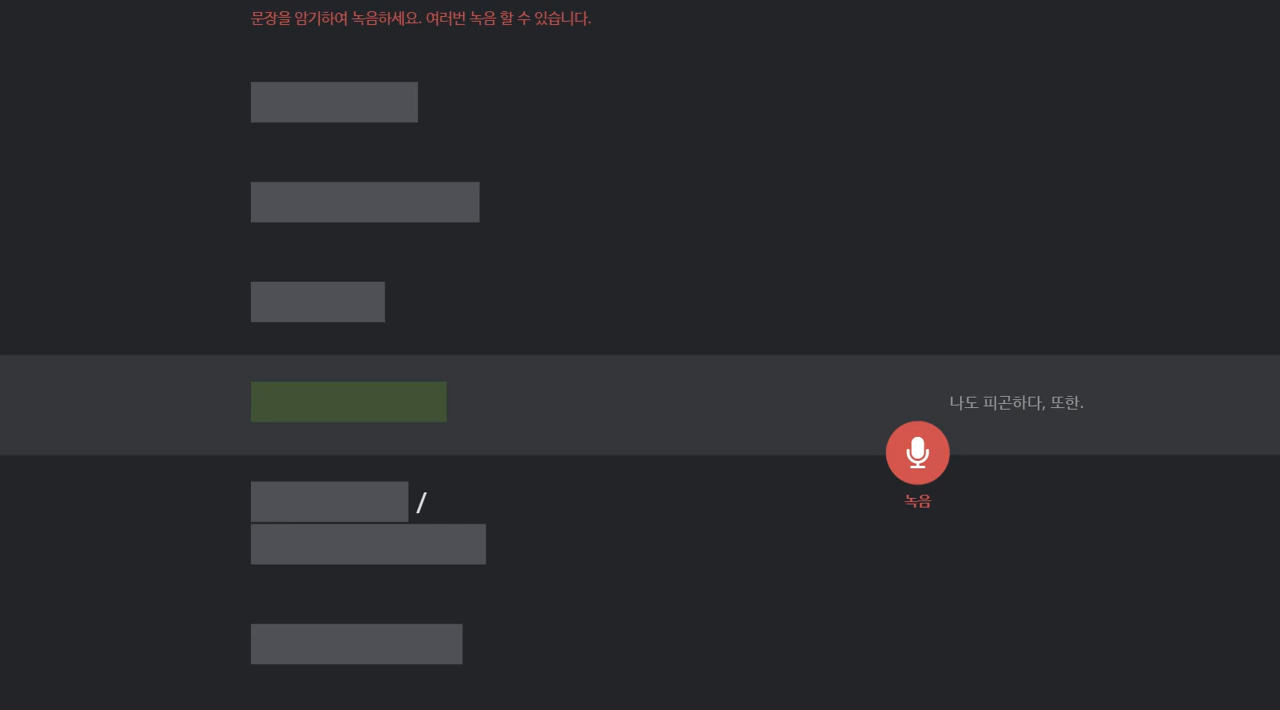 문장을 암기하여 녹음하세요. 여러번 녹음 할 수 있습니다.
나도 피곤하다, 또한.
/
녹음